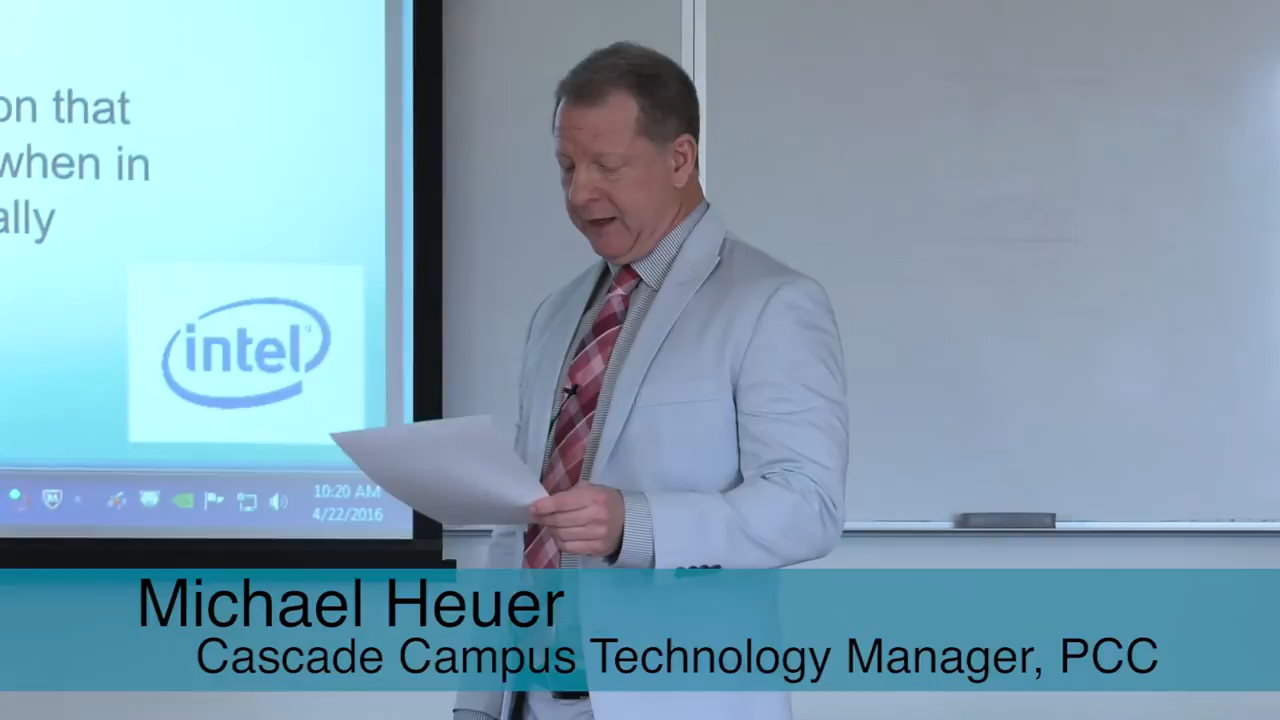 on that
when in
ally
intel
10:20 AM
4/22/2016
Michael Heuer
Cascade Campus Technology Manager, PCC